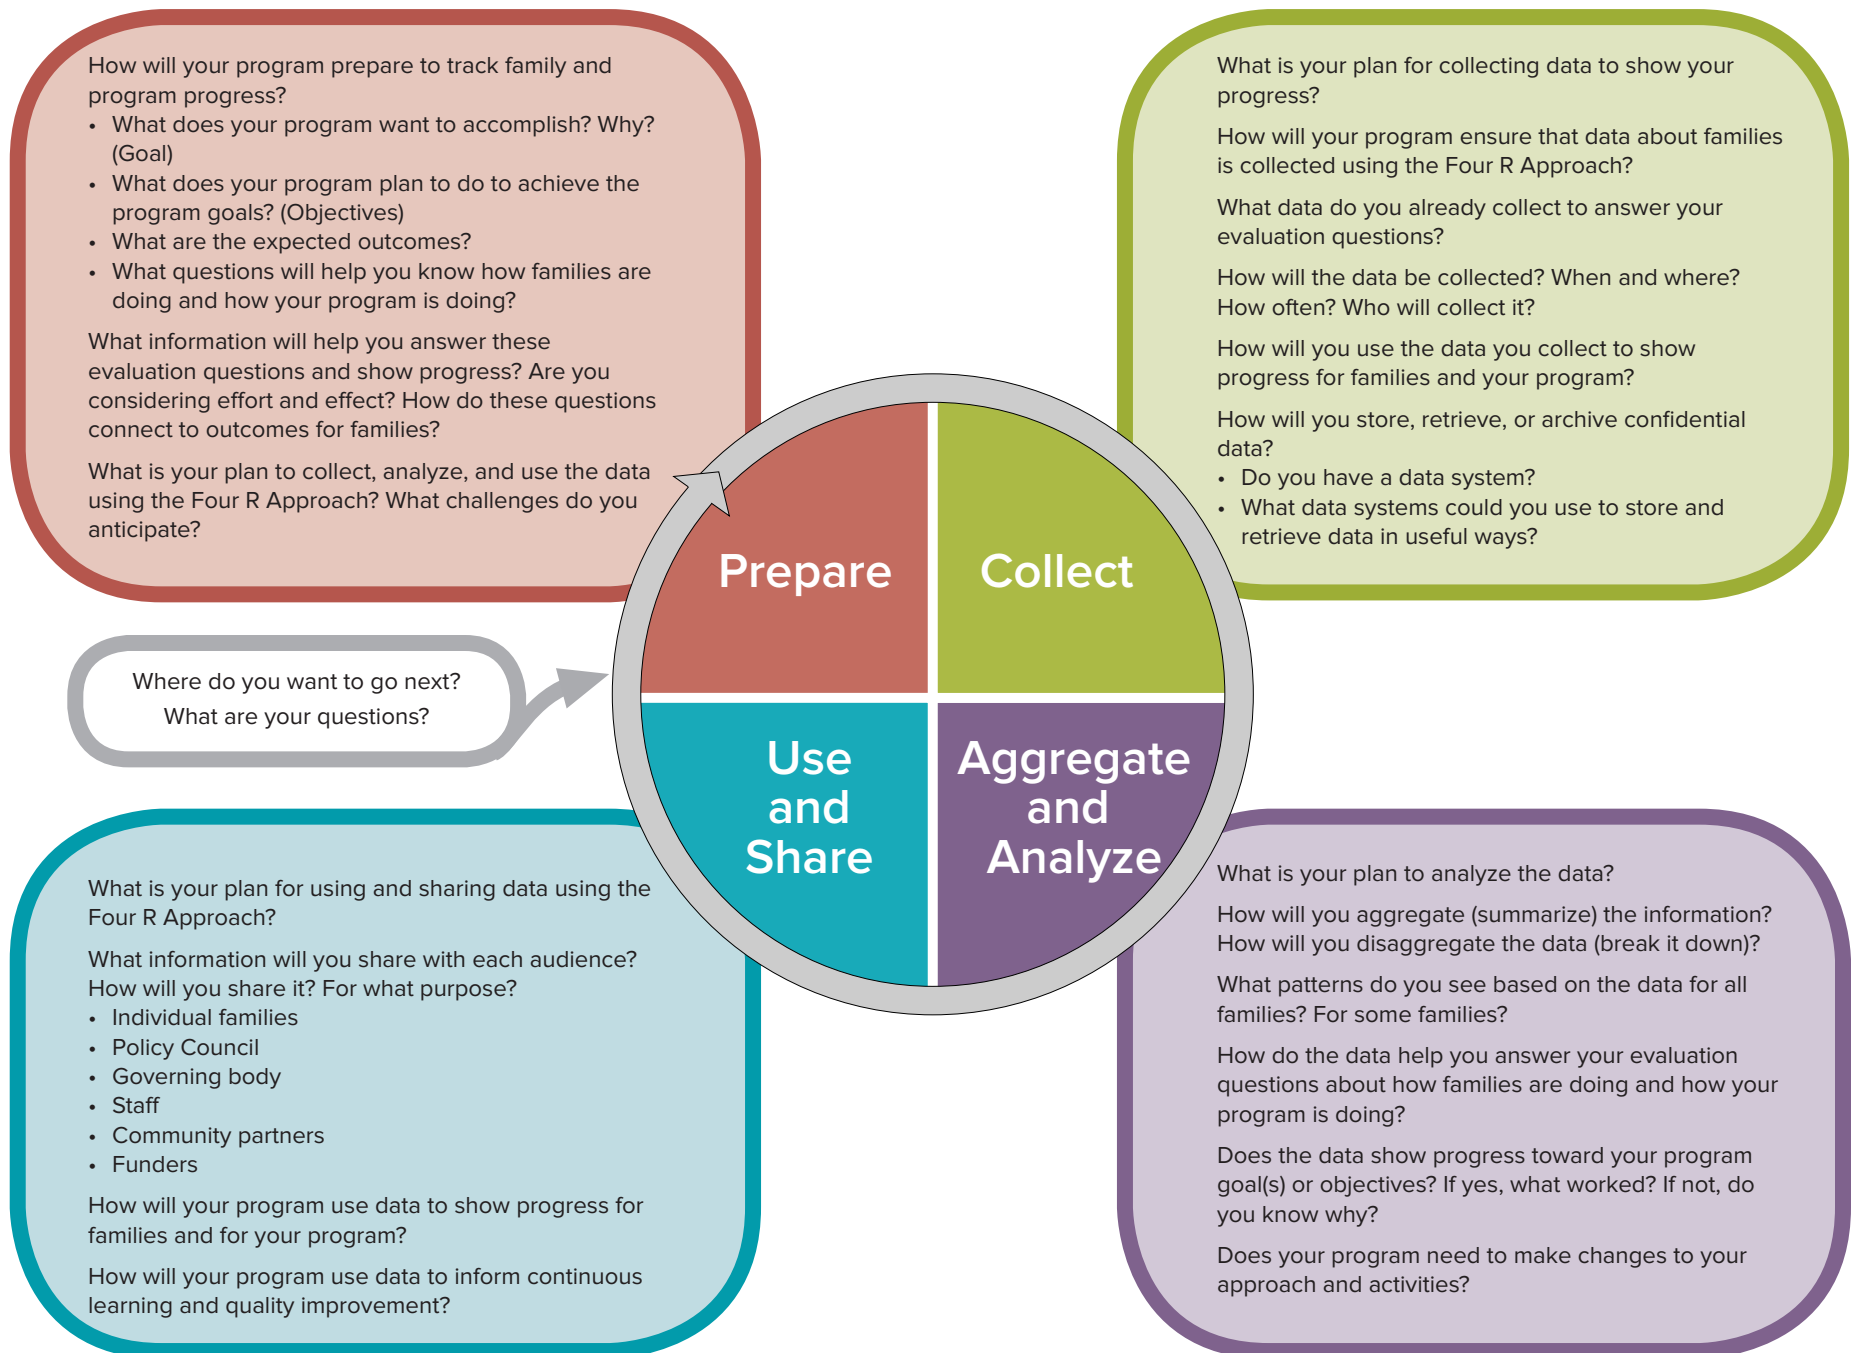 How will your program prepare to track family and
program progress?
• What does your program want to accomplish? Why?
(Goal)
• What does your program plan to do to achieve the
program goals? (Objectives)
• What are the expected outcomes?
• What questions will help you know how families are
doing and how your program is doing?
What information will help you answer these
evaluation questions and show progress? Are you
considering effort and effect? How do these questions
connect to outcomes for families?
What is your plan to collect, analyze, and use the data
using the Four R Approach? What challenges do you
anticipate?
What is your plan for collecting data to show your
progress?
How will your program ensure that data about families
is collected using the Four R Approach?
What data do you already collect to answer your
evaluation questions?
How will the data be collected? When and where?
How often? Who will collect it?
How will you use the data you collect to show
progress for families and your program?
How will you store, retrieve, or archive confidential
data?
• Do you have a data system?
• What data systems could you use to store and
retrieve data in useful ways?
Prepare
Collect
Where do you want to go next?
What are your questions?
Use
and
Share
Aggregate
and
Analyze
What is your plan for using and sharing data using the
Four R Approach?
What information will you share with each audience?
How will you share it? For what purpose?
• Individual families
• Policy Council
• Governing body
• Staff
• Community partners
• Funders
How will your program use data to show progress for
families and for your program?
How will your program use data to inform continuous
learning and quality improvement?
What is your plan to analyze the data?
How will you aggregate (summarize) the information?
How will you disaggregate the data (break it down)?
What patterns do you see based on the data for all
families? For some families?
How do the data help you answer your evaluation
questions about how families are doing and how your
program is doing?
Does the data show progress toward your program
goal(s) or objectives? If yes, what worked? If not, do
you know why?
Does your program need to make changes to your
approach and activities?